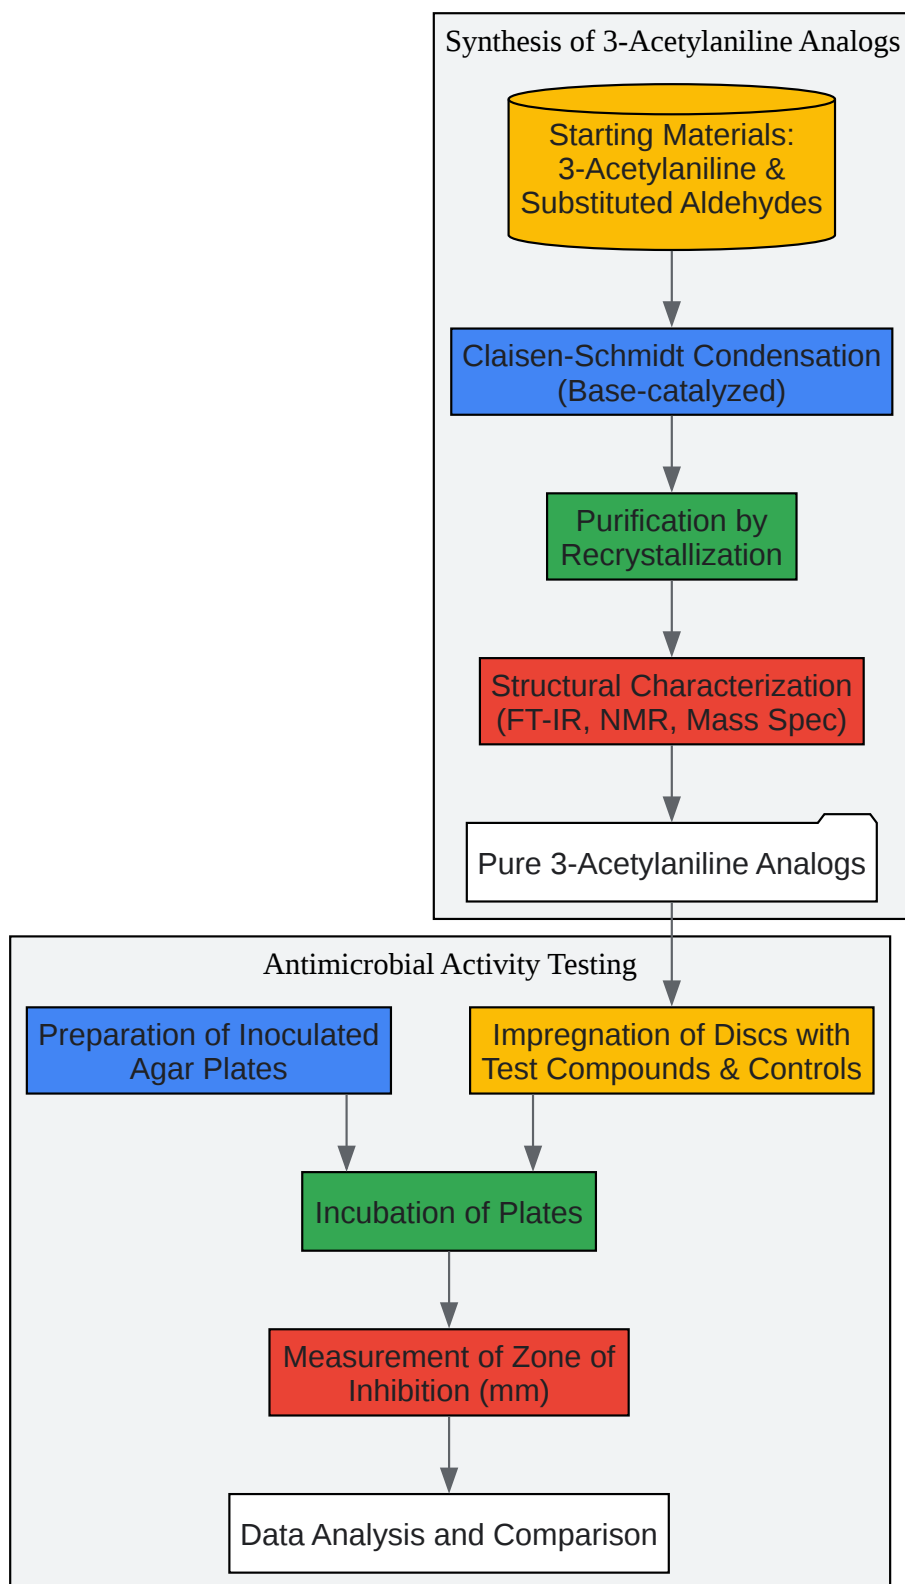 Synthesis of 3-Acetylaniline Analogs
Starting Materials:
3-Acetylaniline &
Substituted Aldehydes
Claisen-Schmidt Condensation
(Base-catalyzed)
Purification by
Recrystallization
Structural Characterization
(FT-IR, NMR, Mass Spec)
Pure 3-Acetylaniline Analogs
Antimicrobial Activity Testing
Preparation of Inoculated
Agar Plates
Impregnation of Discs with
Test Compounds & Controls
Incubation of Plates
Measurement of Zone of
Inhibition (mm)
Data Analysis and Comparison